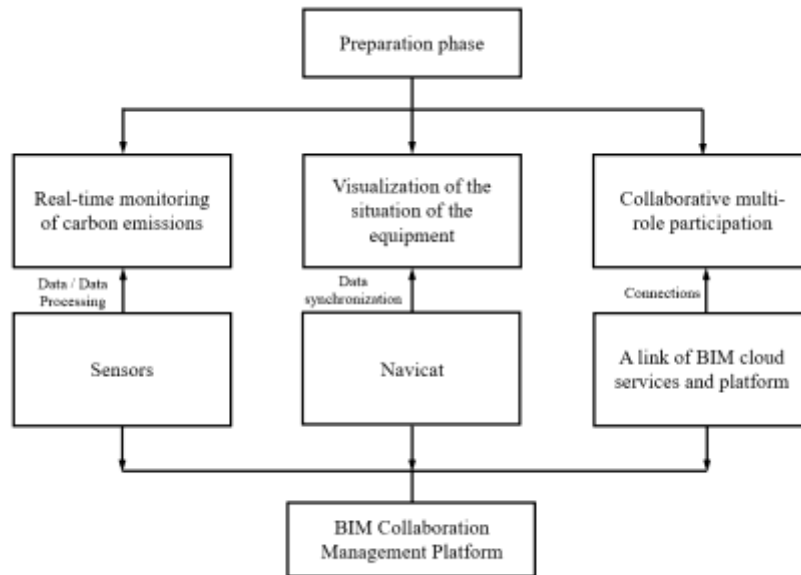 Preparation phase
Real-time monitoring
of carbon emissions
Visualization of the
situation of the
equipment
Collaborative multi-
role participation
Data / Data
Processing
Data
synchronization
Connections
Sensors
Navicat
A link of BIM cloud
services and platform
BIM Collaboration
Management Platform